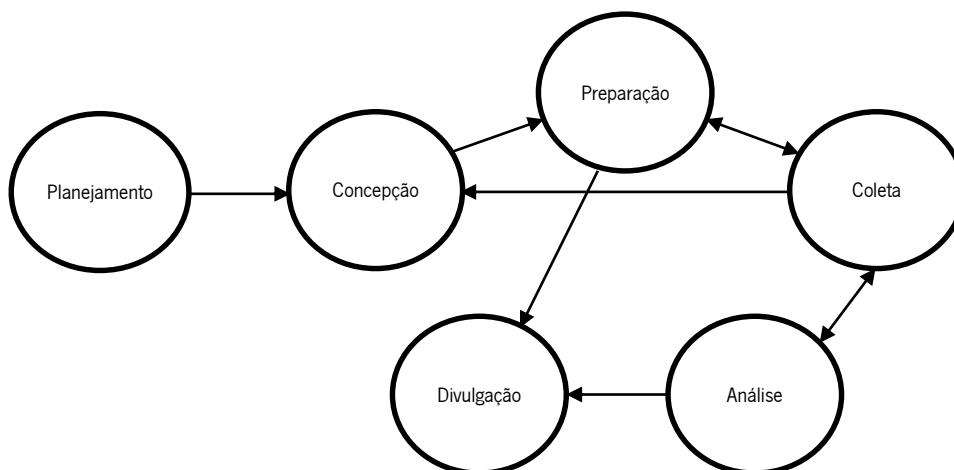 Preparação
Planejamento
Concepção
Coleta
Divulgação
Análise